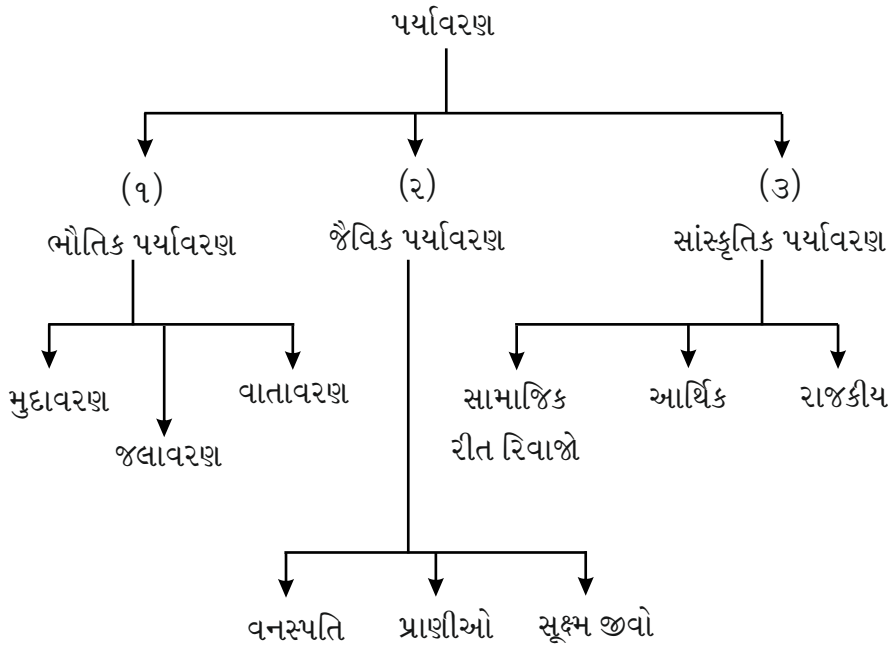 પર્યાવરણ
(૧)
(૨)
(૩)
ભૌતિક પર્યાવરણ
જૈવિક પર્યાવરણ
સાંસ્કૃતિક પર્યાવરણ
મુદાવરણ
જલાવરણ
વાતાવરણ
સામાજિક
રીત રિવાજો
આર્થિક
રાજકીય
વનસ્પતિ
પ્રાણીઓ
સૂક્ષ્મ જીવો